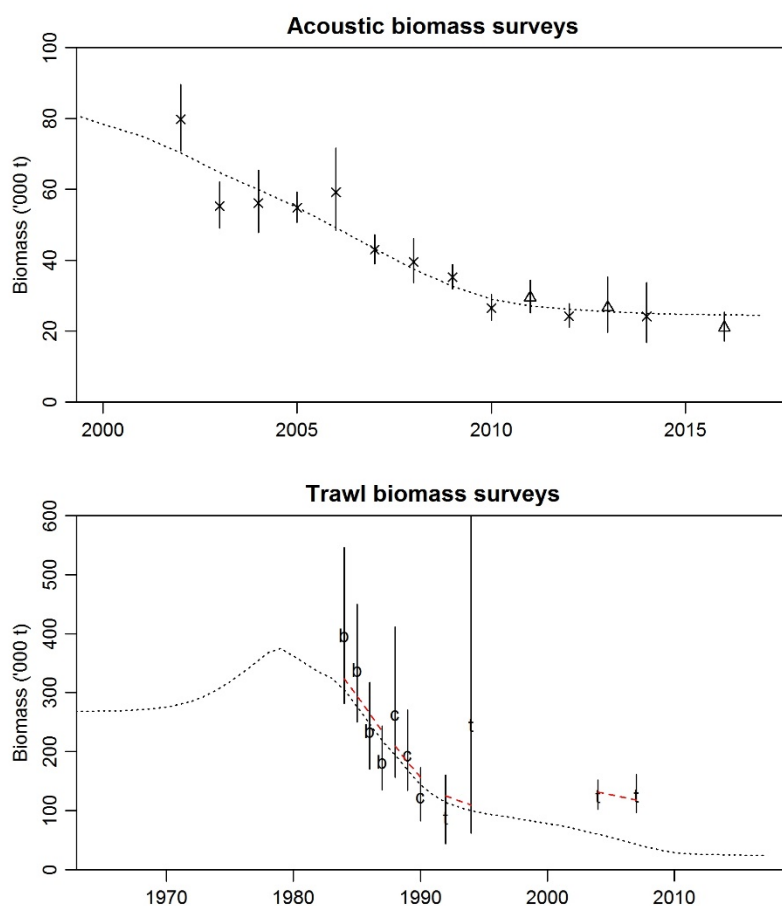 Acoustic biomass surveys
100
80
60
40
20
0
Biomass ('000 t)
2000 2005 2010 2015
Trawl biomass surveys
600
500
400
300
200
100
0
Biomass ('000 t)
b
b
b
b
c
c
c
t
t
t
t
1970 1980 1990 2000 2010